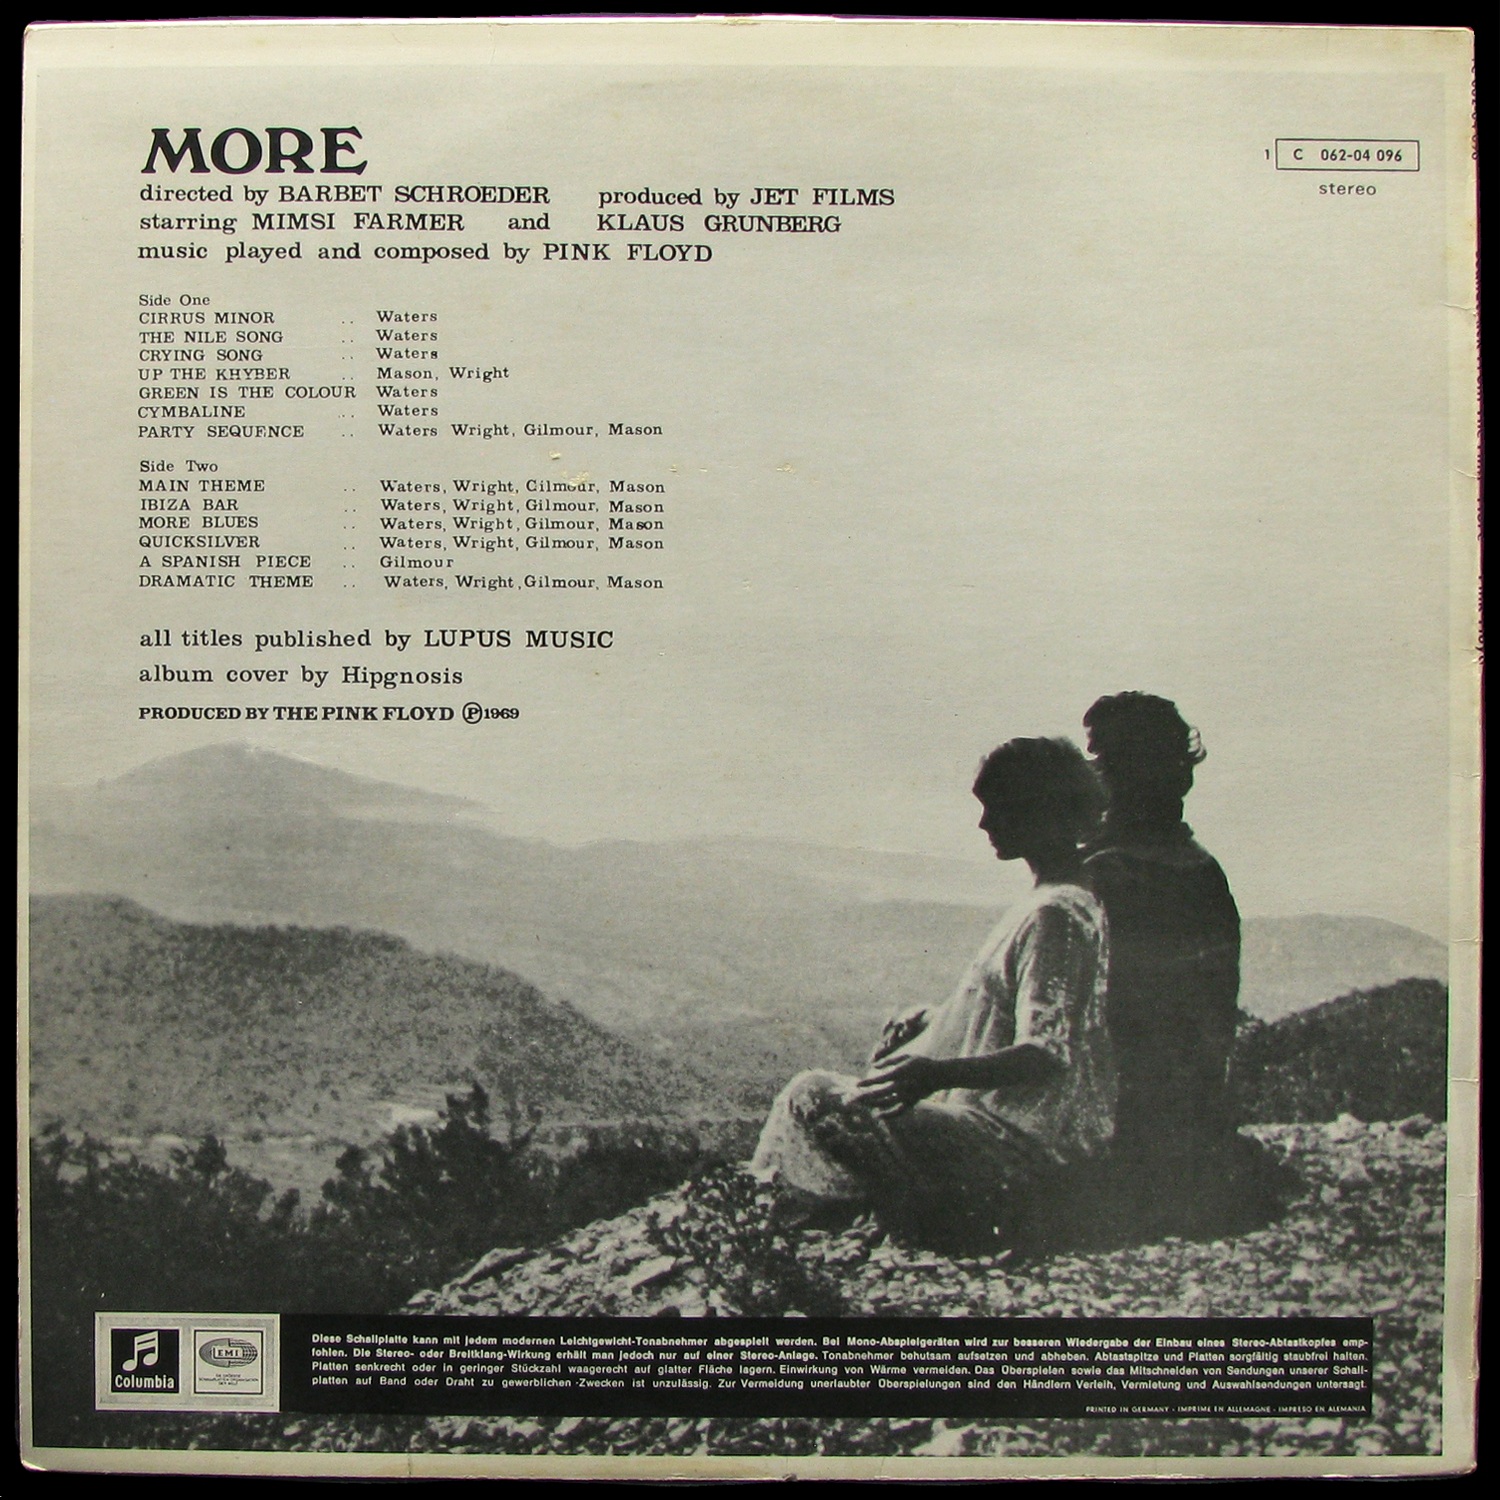 MORE
directed by BARBET SCHROEDER produced by JET FILMS
starring MIMSI FARMER and KLAUS GRUNBERG
music played and composed by PINK FLOYD
1 C 062-04 096
stereo
Side One
CIRRUS MINOR .. Waters
THE NILE SONG .. Waters
CRYING SONG .. Waters
UP THE KHYBER .. Mason, Wright
GREEN IS THE COLOUR Waters
CYMBALINE ... Waters
PARTY SEQUENCE .. Waters Wright, Gilmour, Mason
Side Two
MAIN THEME .. Waters, Wright, Gilmour, Mason
IBIZA BAR .. Waters, Wright, Gilmour, Mason
MORE BLUES .. Waters, Wright, Gilmour, Mason
QUICKSILVER .. Waters, Wright, Gilmour, Mason
A SPANISH PIECE .. Gilmour
DRAMATIC THEME .. Waters, Wright, Gilmour, Mason
all titles published by LUPUS MUSIC
album cover by Hipgnosis
PRODUCED BY THE PINK FLOYD ℗1969
Columbia
EMI
Diese Schallplatte kann mit jedem modernen Leichtgewicht-Tonabnehmer abgespielt werden. Bei Mono-Abspielgeräten wird zur besseren Wiedergabe der Einbau eines Stereo-Abtastkopfes emp-
fohlen. Die Stereo- oder Breitklang-Wirkung erhält man jedoch nur auf einer Stereo-Anlage. Tonabnehmer behutsam aufsetzen und abheben. Abtastspitze und Platten sorgfältig staubfrei halten.
Platten senkrecht oder in geringer Stückzahl waagerecht auf glatter Fläche lagern. Einwirkung von Wärme vermeiden. Das Überspielen sowie das Mitschneiden von Sendungen unserer Schall-
platten auf Band oder Draht zu gewerblichen Zwecken ist unzulässig. Zur Vermeidung unerlaubter Überspielungen sind den Händlern Verleih, Vermietung und Auswahlsendungen untersagt.
PRINTED IN GERMANY · IMPRIMÉ EN ALLEMAGNE · IMPRESO EN ALEMANIA